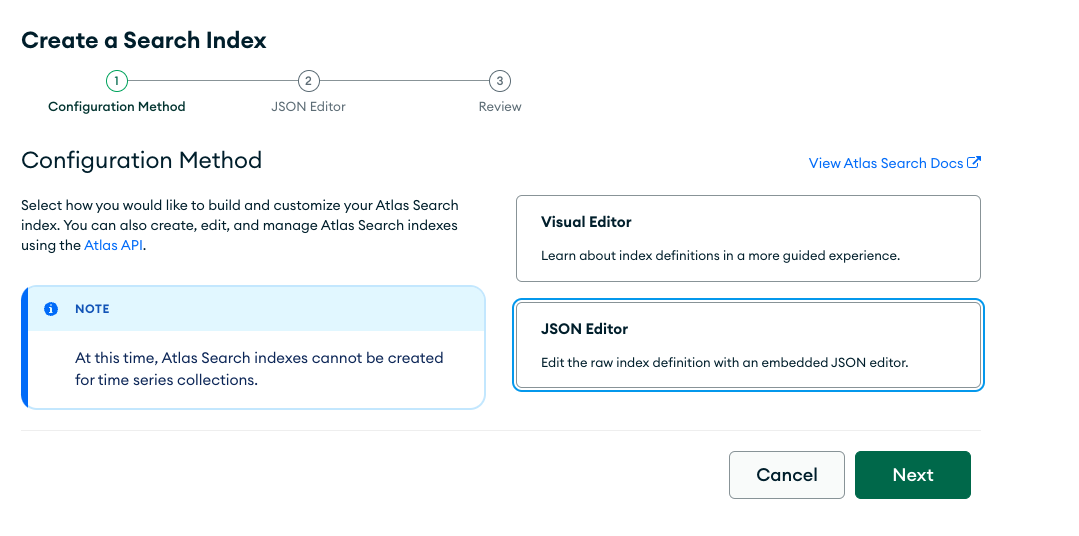 Create a Search Index
1
2
3
Configuration Method
JSON Editor
Review
Configuration Method
View Atlas Search Docs
Select how you would like to build and customize your Atlas Search
index. You can also create, edit, and manage Atlas Search indexes
using the Atlas API.
NOTE
At this time, Atlas Search indexes cannot be created
for time series collections.
Visual Editor
Learn about index definitions in a more guided experience.
JSON Editor
Edit the raw index definition with an embedded JSON editor.
Cancel
Next